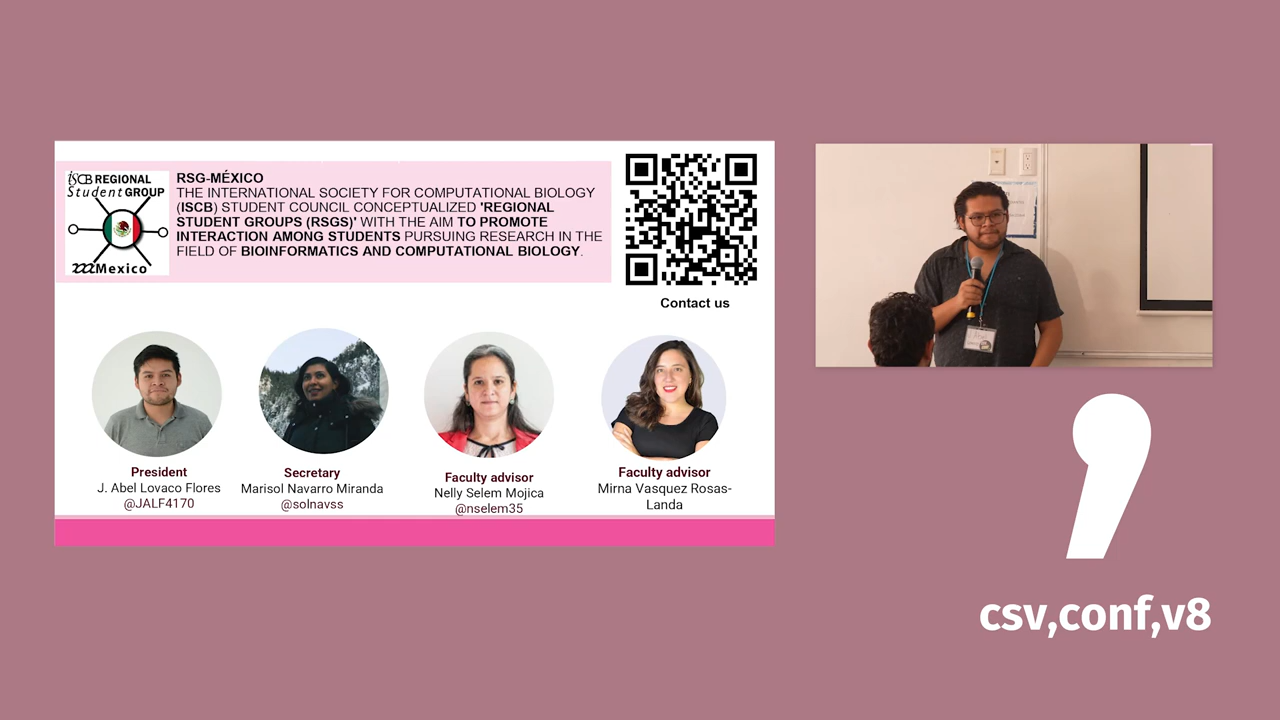 ISCB REGIONAL
Student GROUP
Mexico
RSG-MÉXICO
THE INTERNATIONAL SOCIETY FOR COMPUTATIONAL BIOLOGY
(ISCB) STUDENT COUNCIL CONCEPTUALIZED 'REGIONAL
STUDENT GROUPS (RSGS)' WITH THE AIM TO PROMOTE
INTERACTION AMONG STUDENTS PURSUING RESEARCH IN THE
FIELD OF BIOINFORMATICS AND COMPUTATIONAL BIOLOGY.
Contact us
President
J. Abel Lovaco Flores
@JALF4170
Secretary
Marisol Navarro Miranda
@solnavss
Faculty advisor
Nelly Selem Mojica
@nselem35
Faculty advisor
Mirna Vasquez Rosas-
Landa
csv,conf,v8